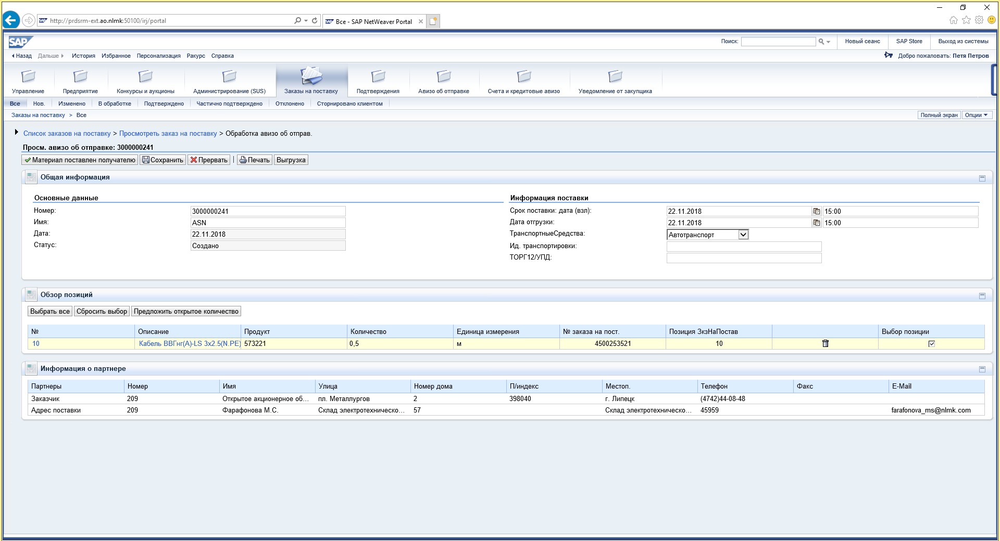 http://prdsrm-ext.ao.nlmk:50100/irj/portal
Все - SAP NetWeaver Portal
SAP
Поиск:
Новый сеанс
SAP Store
Выход из системы
Назад Дальше История Избранное Персонализация Ракурс Справка
Добро пожаловать: Петя Петров
Управление
Предприятие
Конкурсы и аукционы
Администрирование (SUS)
Заказы на поставку
Подтверждения
Авизо об отправке
Счета и кредитовые авизо
Уведомление от закупщика
Все Нов. Изменено В обработке Подтверждено Частично подтверждено Отклонено Сторнировано клиентом
Заказы на поставку > Все
Полный экран Опции
Список заказов на поставку > Просмотреть заказ на поставку > Обработка авизо об отправ.
Просм. авизо об отправке: 3000000241
Материал поставлен получателю Сохранить Прервать Печать Выгрузка
Общая информация
Основные данные
Номер: 3000000241
Имя: ASN
Дата: 22.11.2018
Статус: Создано
Информация поставки
Срок поставки: дата (взл): 22.11.2018 15:00
Дата отгрузки: 22.11.2018 15:00
ТранспортныеСредства: Автотранспорт
Ид. транспортировки:
ТОРГ12/УПД:
Обзор позиций
Выбрать все Сбросить выбор Предложить открытое количество
№ Описание Продукт Количество Единица измерения № заказа на пост. Позиция ЗкзНаПостав Выбор позиции
10 Кабель ВВГнг(А)-LS 3х2.5(N.PE) 573221 0,5 м 4500253521 10
Информация о партнере
Партнеры Номер Имя Улица Номер дома П/индекс Местоп. Телефон Факс E-Mail
Заказчик 209 Открытое акционерное об... пл. Металлургов 2 398040 г. Липецк (4742)44-08-48
Адрес поставки 209 Фарафонова М.С. Склад электротехническо... 57 Склад электротехническо... 45959 farafonova_ms@nlmk.com